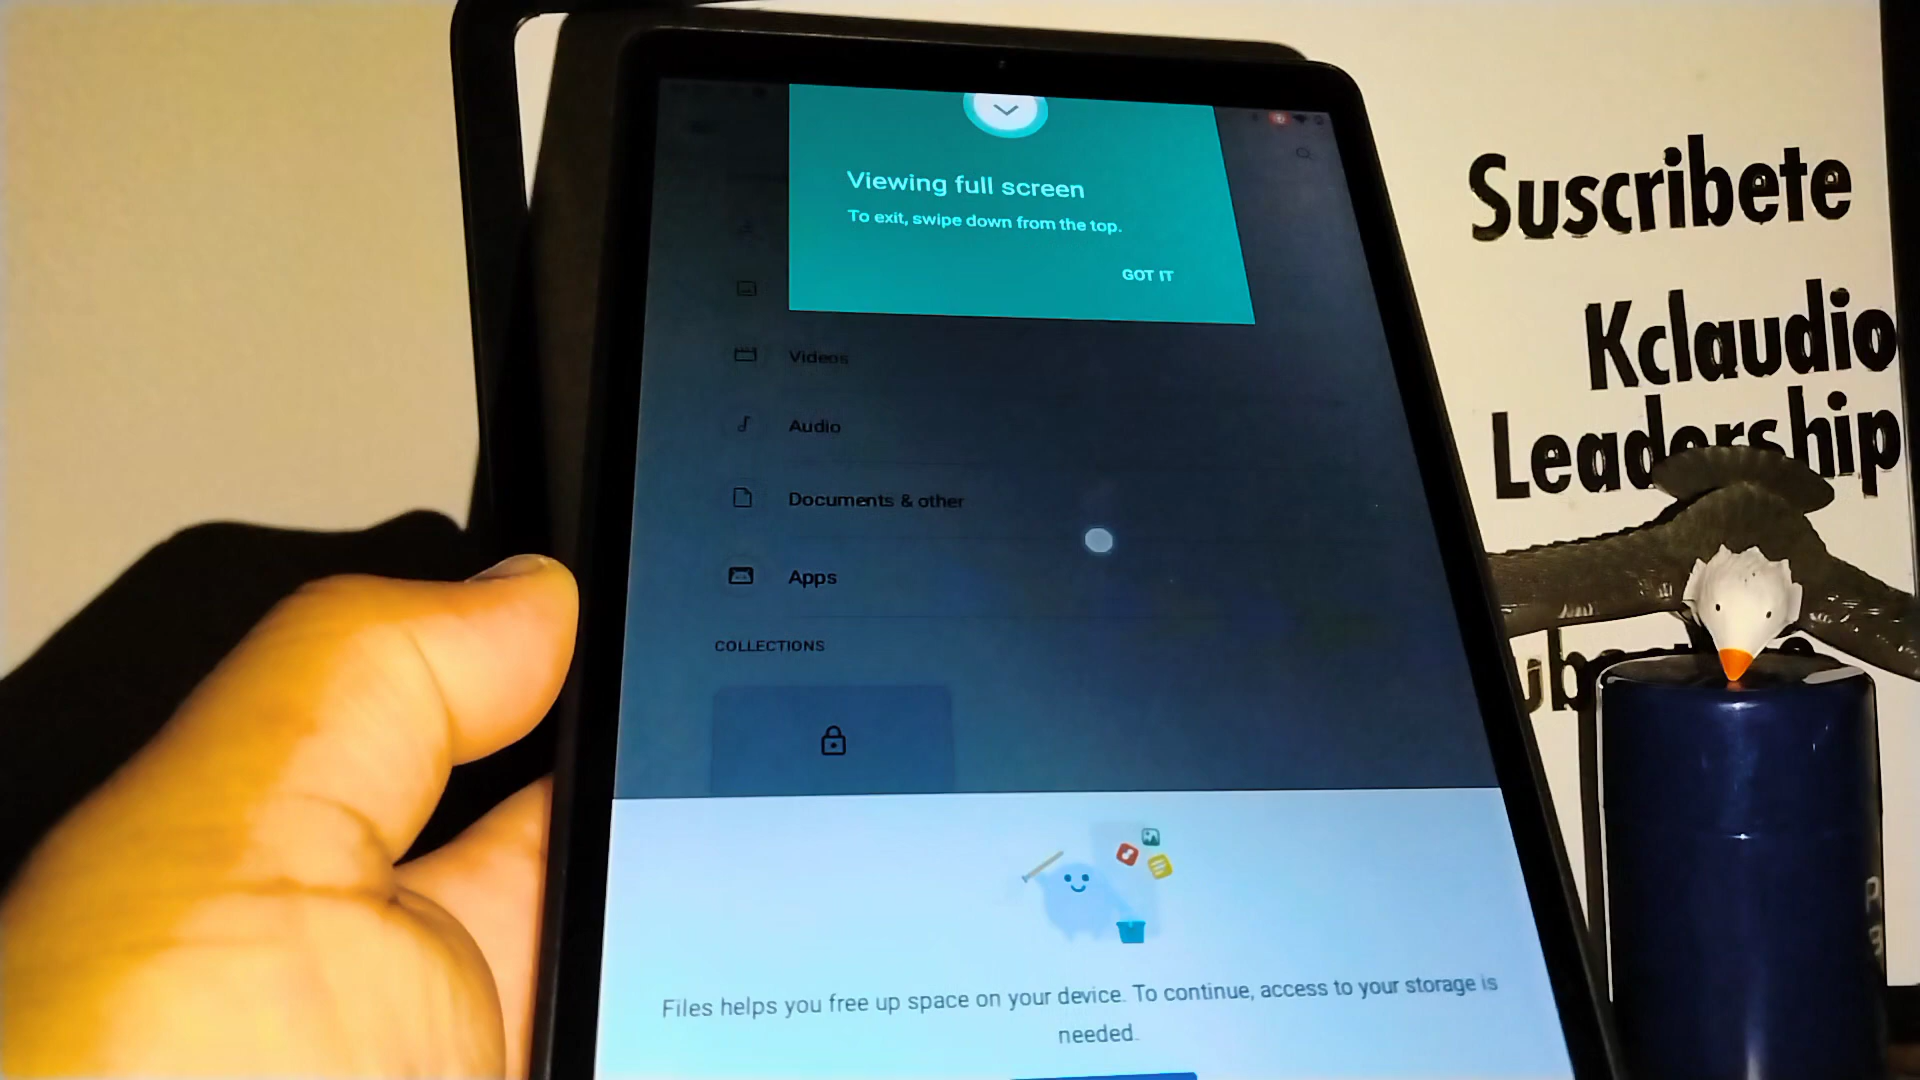 Viewing full screen
To exit, swipe down from the top.
GOT IT
Videos
Audio
Documents & other
Apps
COLLECTIONS
Files helps you free up space on your device. To continue, access to your storage is
needed.
Suscribete
Kclaudio
Leadership